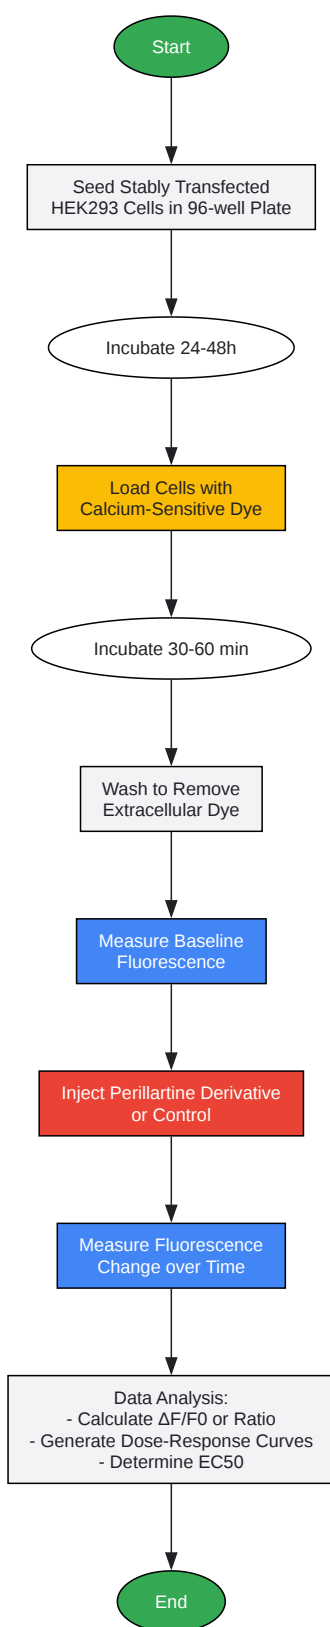 Start
Seed Stably Transfected
HEK293 Cells in 96-well Plate
Incubate 24-48h
Load Cells with
Calcium-Sensitive Dye
Incubate 30-60 min
Wash to Remove
Extracellular Dye
Measure Baseline
Fluorescence
Inject Perillartine Derivative
or Control
Measure Fluorescence
Change over Time
Data Analysis:
- Calculate ΔF/F0 or Ratio
- Generate Dose-Response Curves
- Determine EC50
End